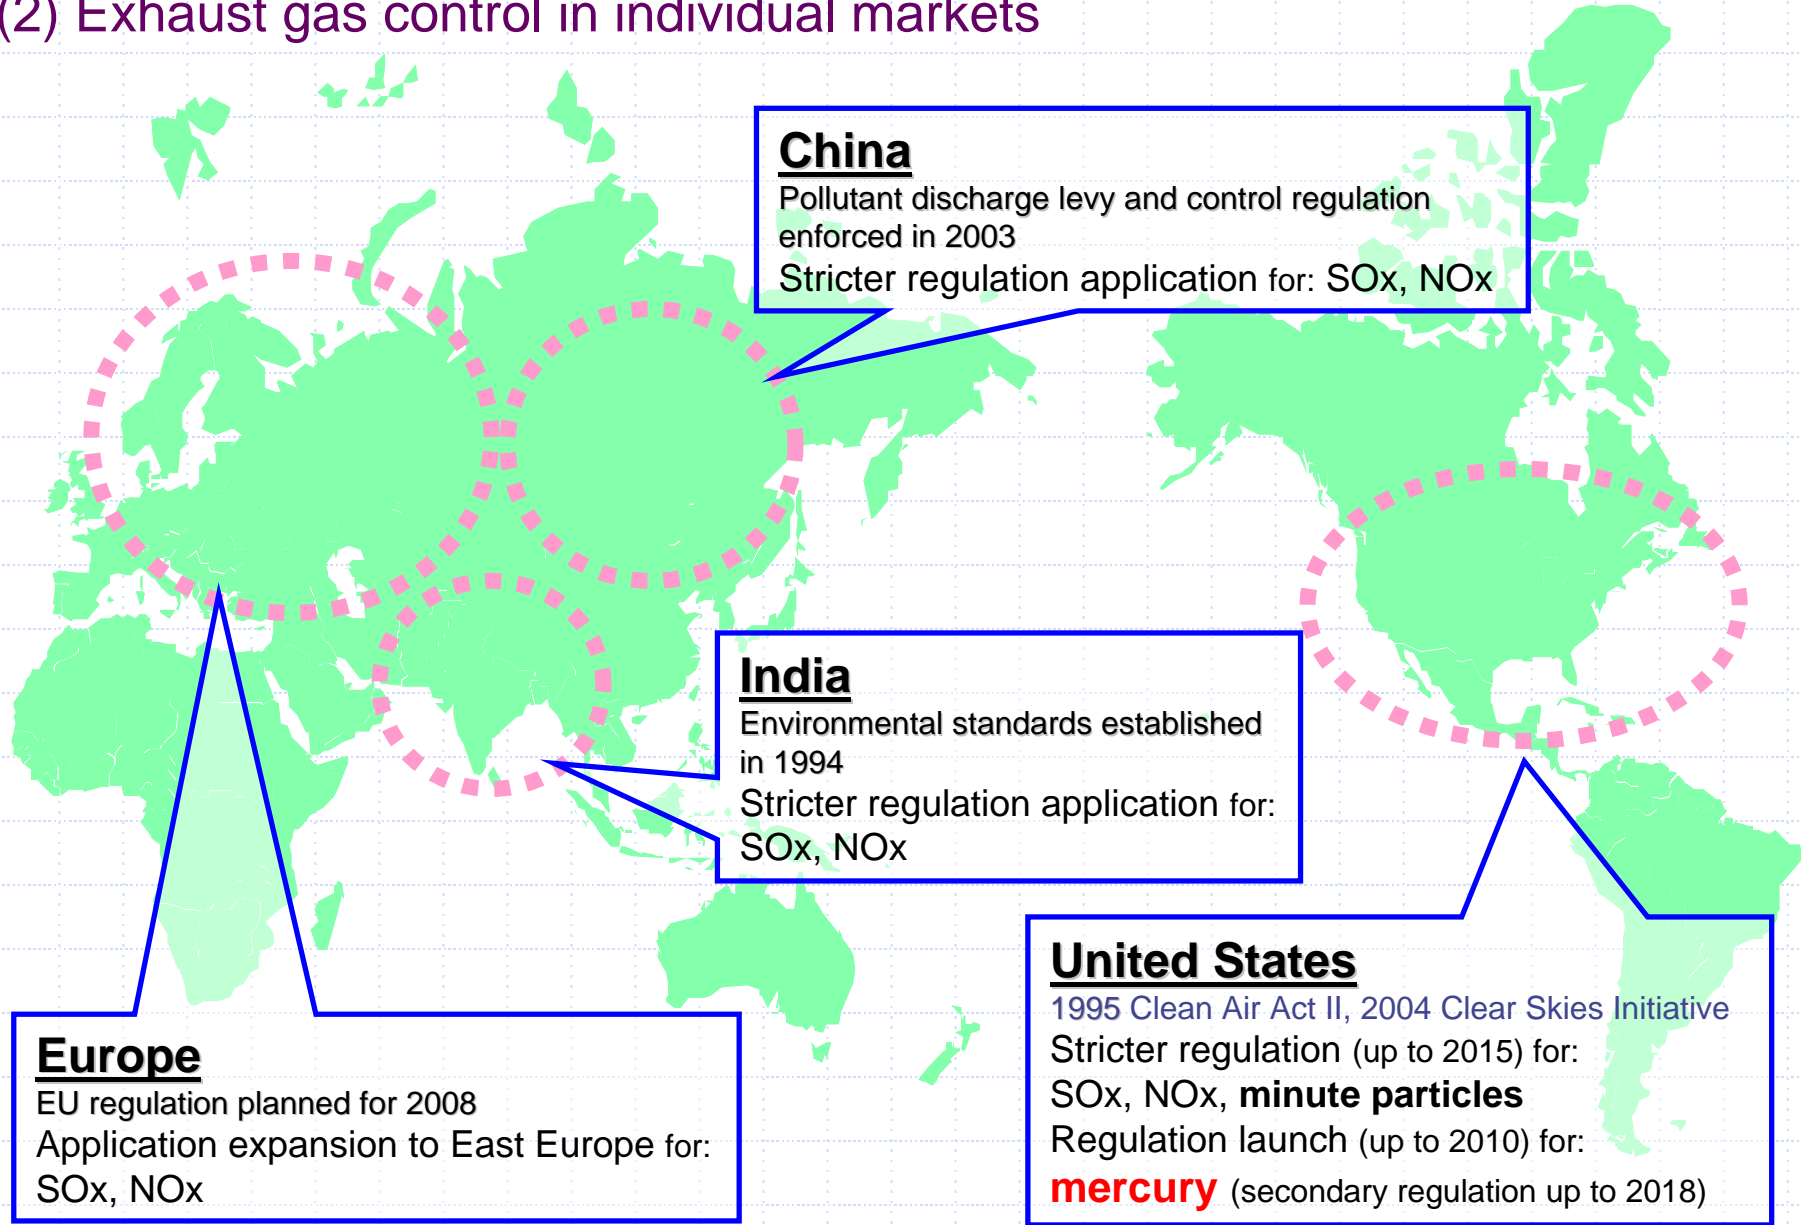 (2) Exhaust gas control in individual markets
China
Pollutant discharge levy and control regulation
enforced in 2003
Stricter regulation application for: SOx, NOx
India
Environmental standards established
in 1994
Stricter regulation application for:
SOx, NOx
Europe
EU regulation planned for 2008
Application expansion to East Europe for:
SOx, NOx
United States
1995 Clean Air Act II, 2004 Clear Skies Initiative
Stricter regulation (up to 2015) for:
SOx, NOx, minute particles
Regulation launch (up to 2010) for:
mercury (secondary regulation up to 2018)